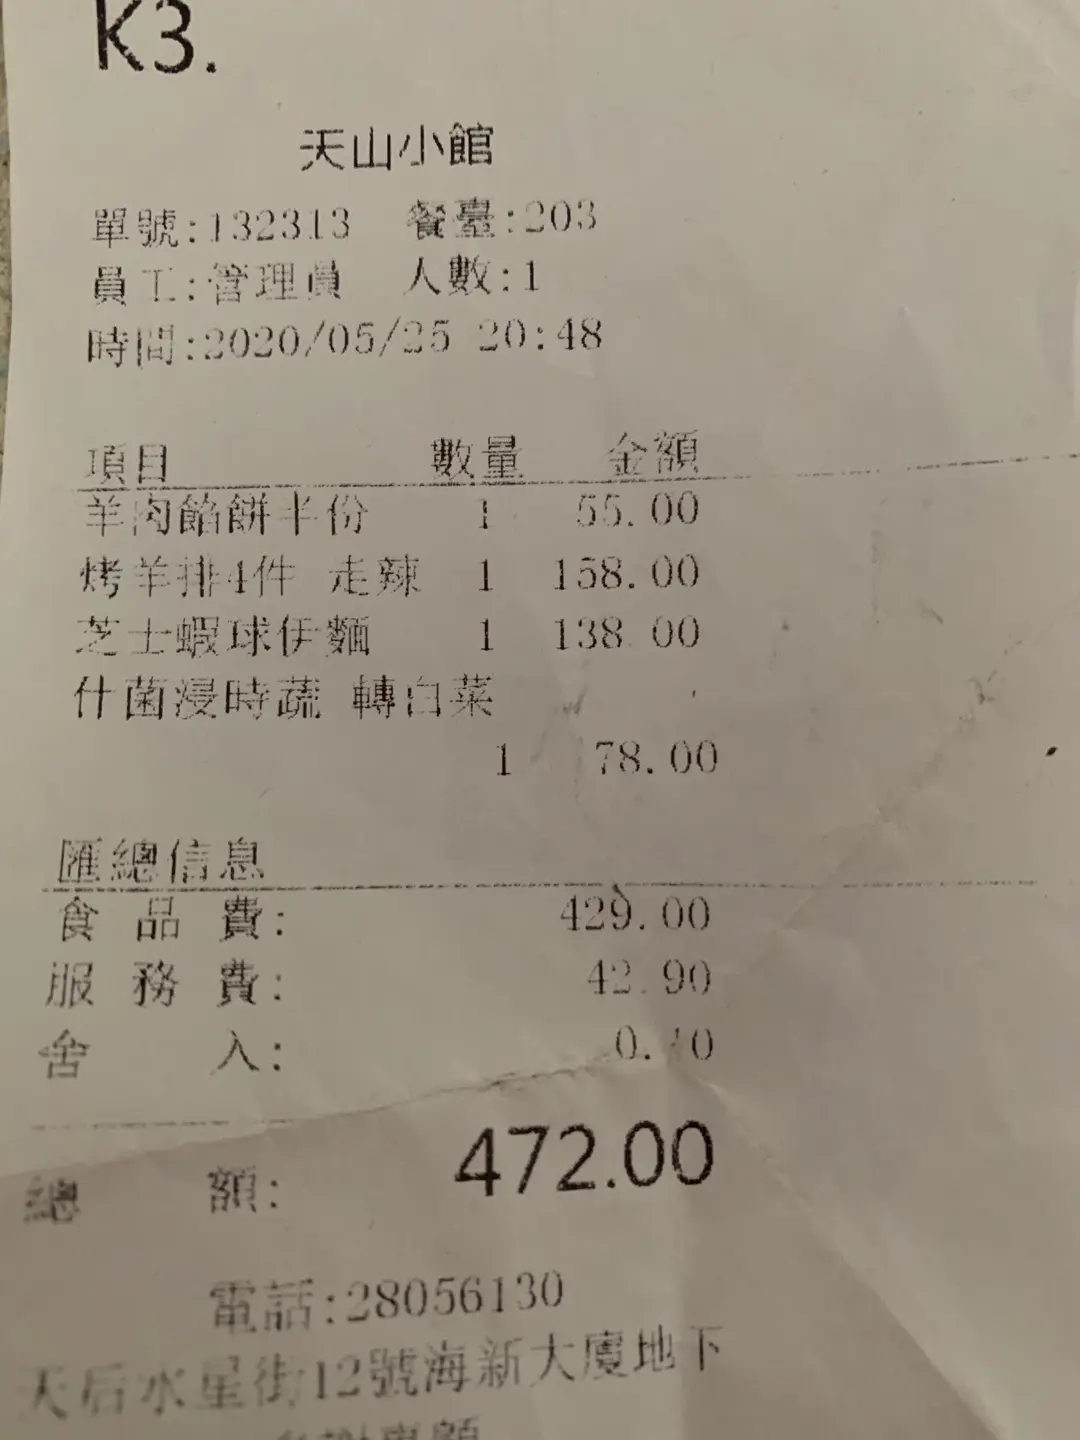 K3.
天山小館
單號:132313 餐臺:203
員工:管理員 人數:1
時間:2020/05/25 20:48
項目 數量 金額
羊肉餡餅半份 1 55.00
烤羊排4件 走辣 1 158.00
芝士蝦球伊麵 1 138.00
什菌浸時蔬 轉白菜
1 78.00
匯總信息
食品費: 429.00
服務費: 42.90
舍入: 0.10
總額: 472.00
電話:28056130
天后水星街12號海新大廈地下